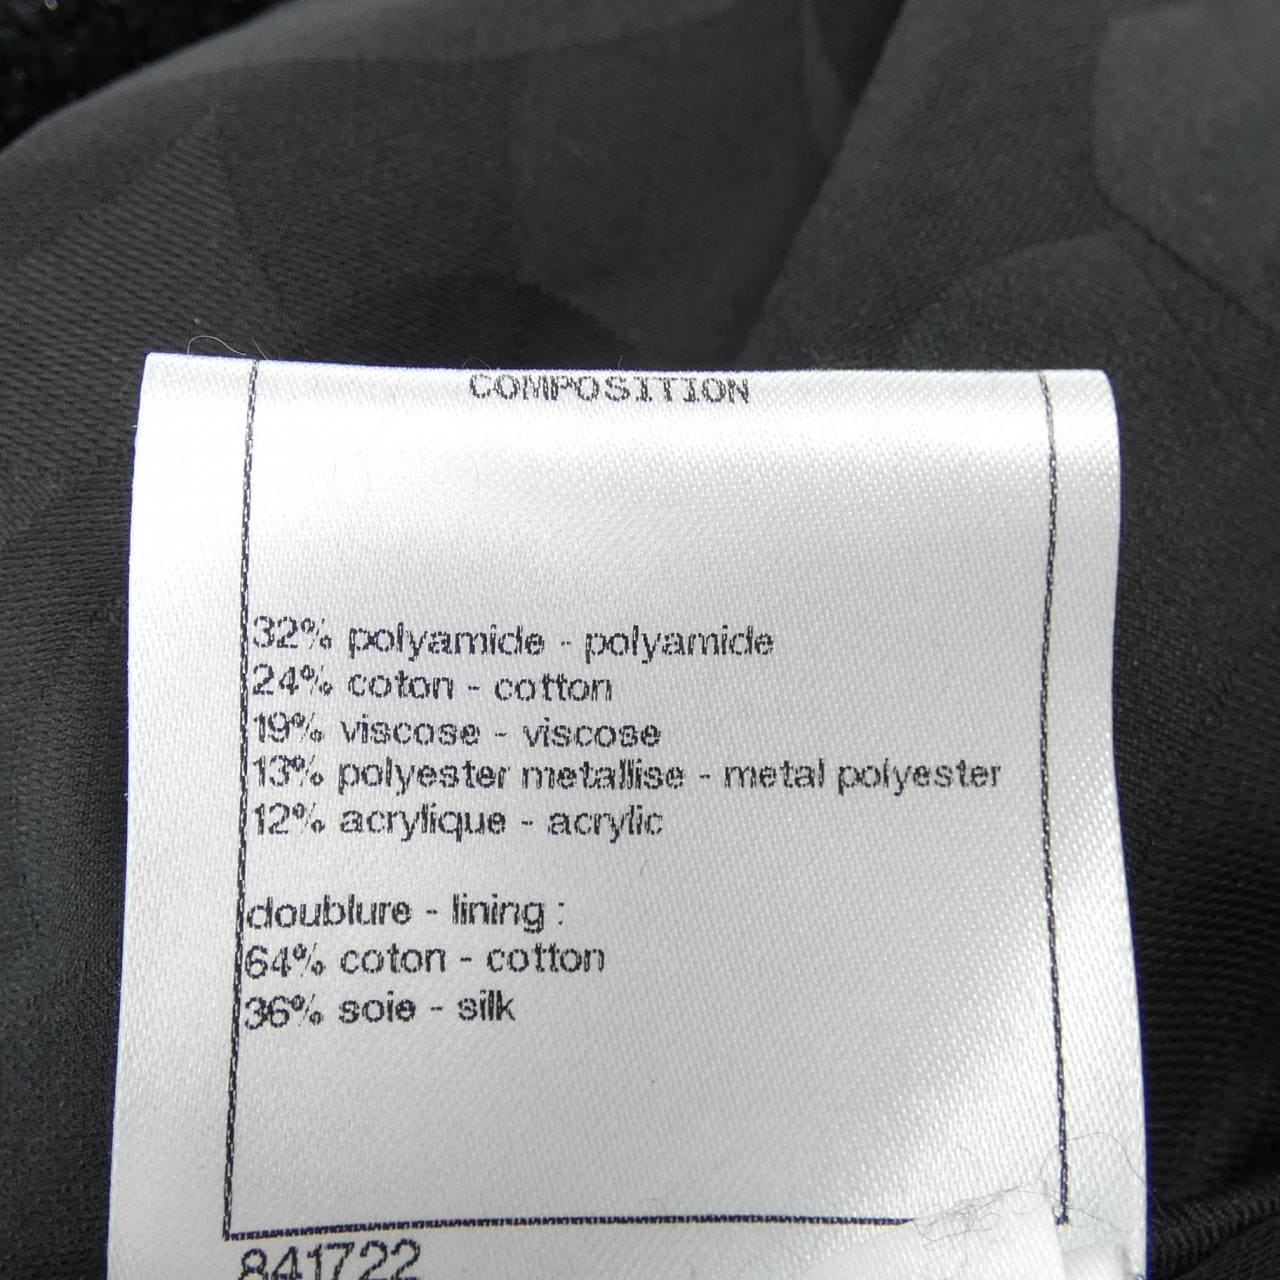 COMPOSITION
32% polyamide - polyamide
24% coton - cotton
19% viscose - viscose
13% polyester metallise - metal polyester
12% acrylique - acrylic
doublure - lining :
64% coton - cotton
36% soie - silk
841722